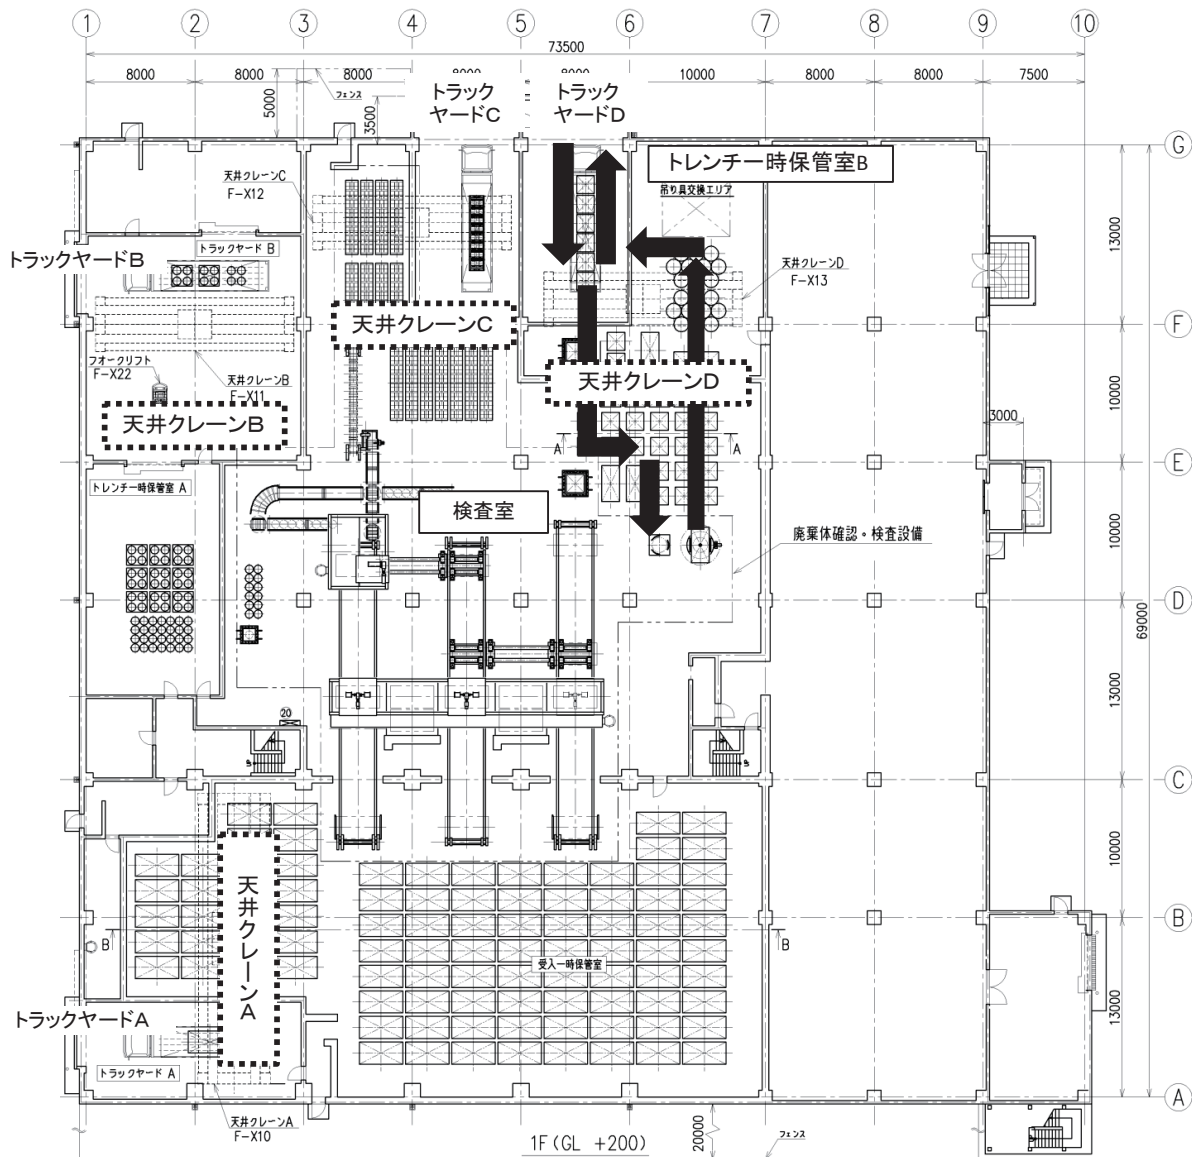 1 2 3 4 5 6 7 8 9 10
73500
8000 8000 8000 8000 8000 10000 8000 8000 7500
5000
フェンス
3500
トラック
ヤードC
トラック
ヤードD
G
天井クレーンC
F-X12
トレンチ一時保管室B
吊り具交換エリア
13000
トラックヤード B
トラックヤードB
天井クレーンD
F-X13
天井クレーンC
F
フオークリフト
F-X22
天井クレーンB
F-X11
天井クレーンD
天井クレーンB
3000
10000
A A
E
トレンチ一時保管室 A
検査室
廃棄体確認・検査設備
10000
D
69000
13000
20
C
天井クレーンA
10000
B B
B
受入一時保管室
13000
トラックヤードA
トラックヤード A
A
天井クレーンA
F-X10
1F(GL +200)
20000
フェンス